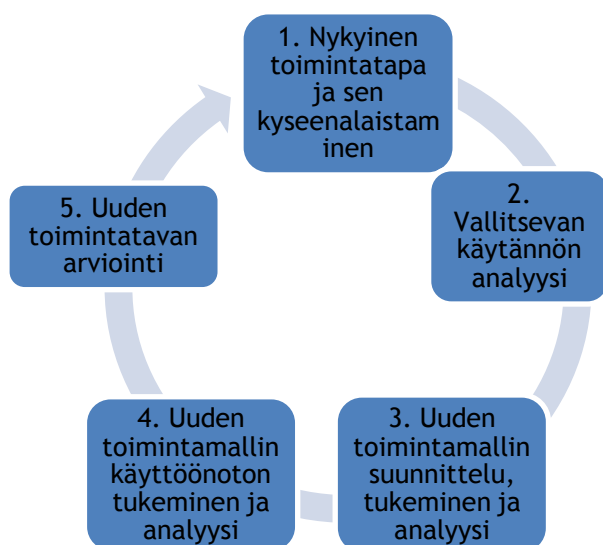 1. Nykyinen
toimintatapa
ja sen
kyseenalaistam
inen
2.
Vallitsevan
käytännön
analyysi
3. Uuden
toimintamallin
suunnittelu,
tukeminen ja
analyysi
4. Uuden
toimintamallin
käyttöönoton
tukeminen ja
analyysi
5. Uuden
toimintatavan
arviointi